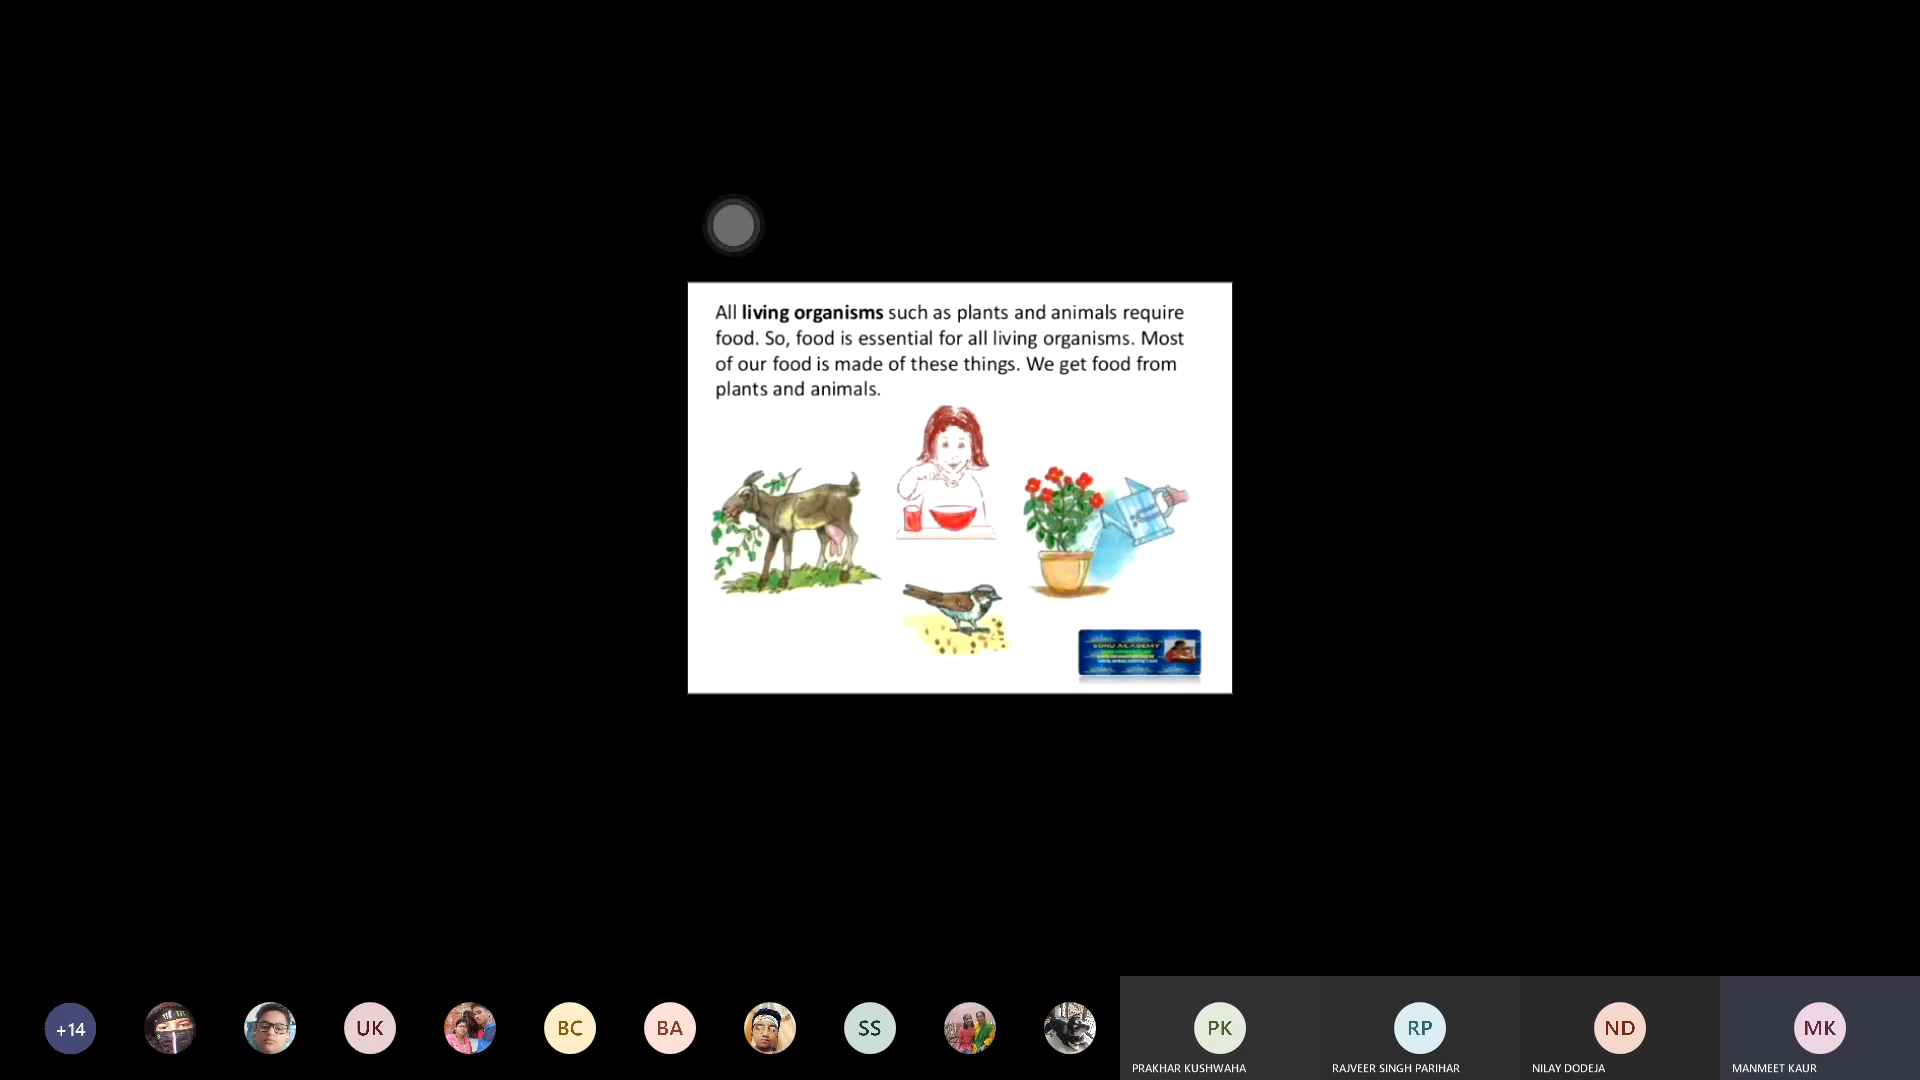 All living organisms such as plants and animals require
food. So, food is essential for all living organisms. Most
of our food is made of these things. We get food from
plants and animals.
SONU ACADEMY
+14
UK
BC
BA
SS
PK
PRAKHAR KUSHWAHA
RP
RAJVEER SINGH PARIHAR
ND
NILAY DODEJA
MK
MANMEET KAUR